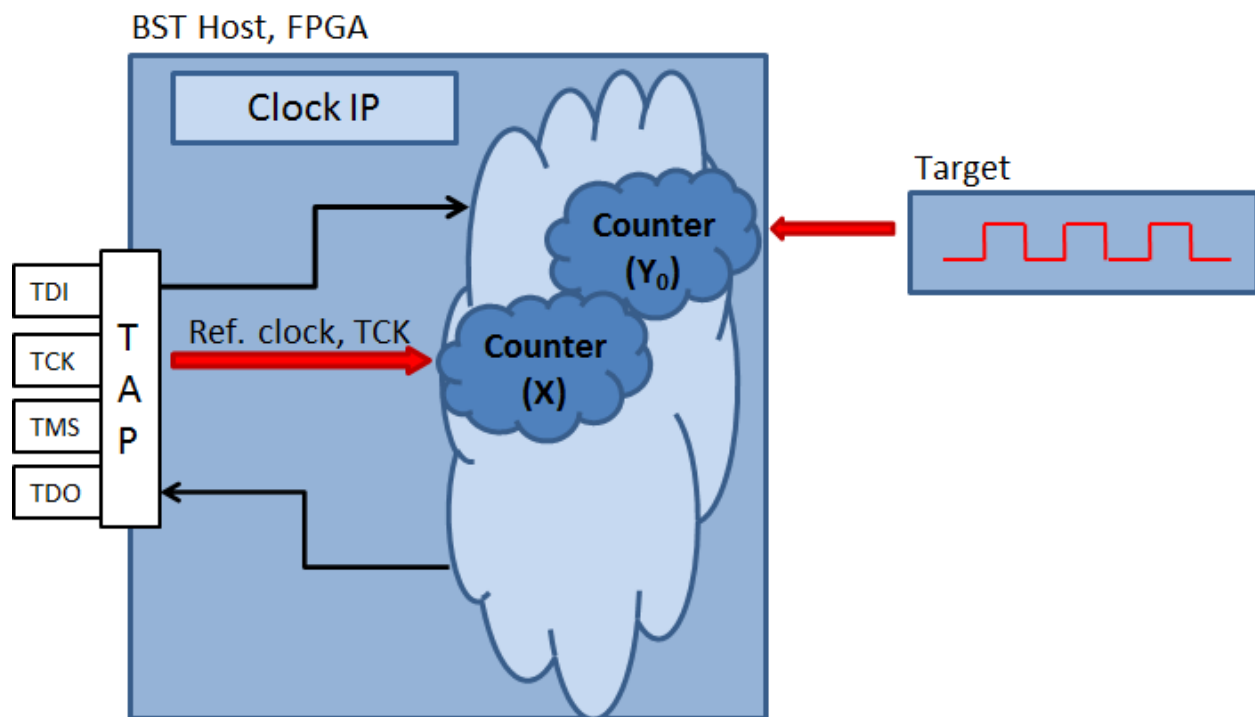 BST Host, FPGA
Clock IP
Target
Counter
(Y₀)
TDI
TCK
TMS
TDO
T
A
P
Ref. clock, TCK
Counter
(X)